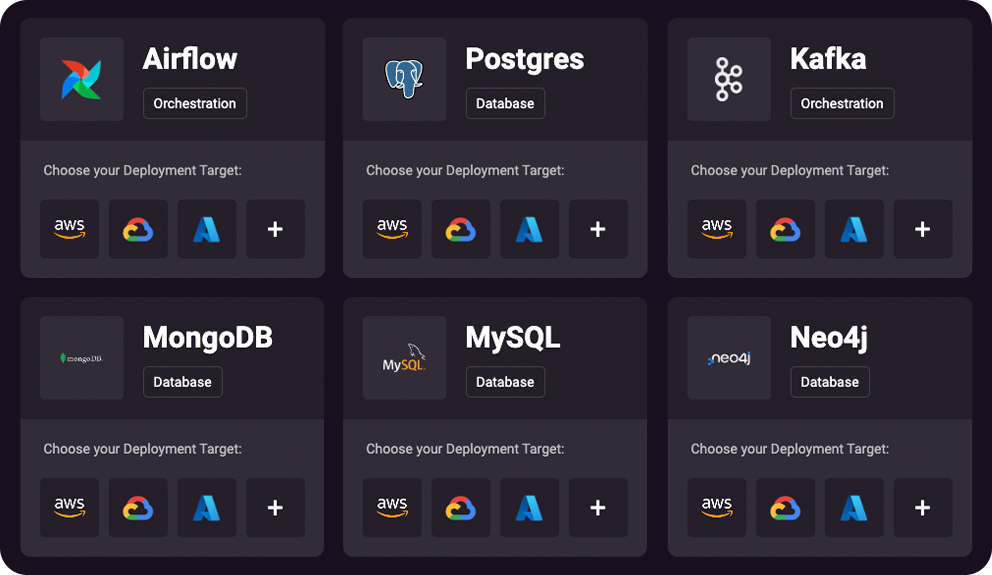 Airflow
Orchestration
Choose your Deployment Target:
aws
+
Postgres
Database
Choose your Deployment Target:
aws
+
Kafka
Orchestration
Choose your Deployment Target:
aws
+
mongoDB.
MongoDB
Database
Choose your Deployment Target:
aws
+
MySQL
MySQL
Database
Choose your Deployment Target:
aws
+
neo4j
Neo4j
Database
Choose your Deployment Target:
aws
+